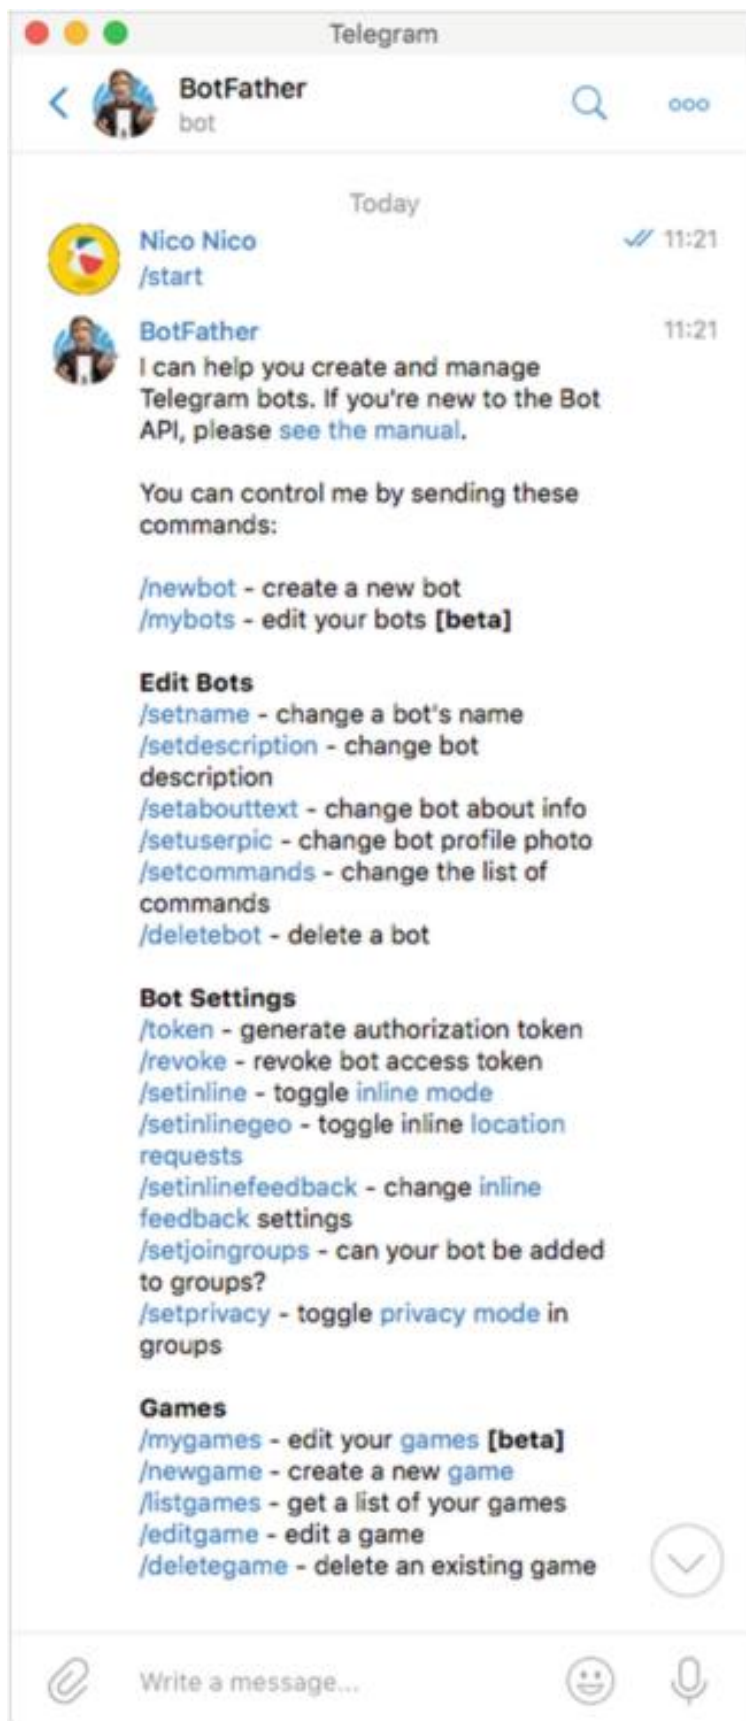 Telegram
BotFather
bot
ooo
Today
Nico Nico 11:21
/start
BotFather 11:21
I can help you create and manage
Telegram bots. If you're new to the Bot
API, please see the manual.
You can control me by sending these
commands:
/newbot - create a new bot
/mybots - edit your bots [beta]
Edit Bots
/setname - change a bot's name
/setdescription - change bot
description
/setabouttext - change bot about info
/setuserpic - change bot profile photo
/setcommands - change the list of
commands
/deletebot - delete a bot
Bot Settings
/token - generate authorization token
/revoke - revoke bot access token
/setinline - toggle inline mode
/setinlinegeo - toggle inline location
requests
/setinlinefeedback - change inline
feedback settings
/setjoingroups - can your bot be added
to groups?
/setprivacy - toggle privacy mode in
groups
Games
/mygames - edit your games [beta]
/newgame - create a new game
/listgames - get a list of your games
/editgame - edit a game
/deletegame - delete an existing game
Write a message...